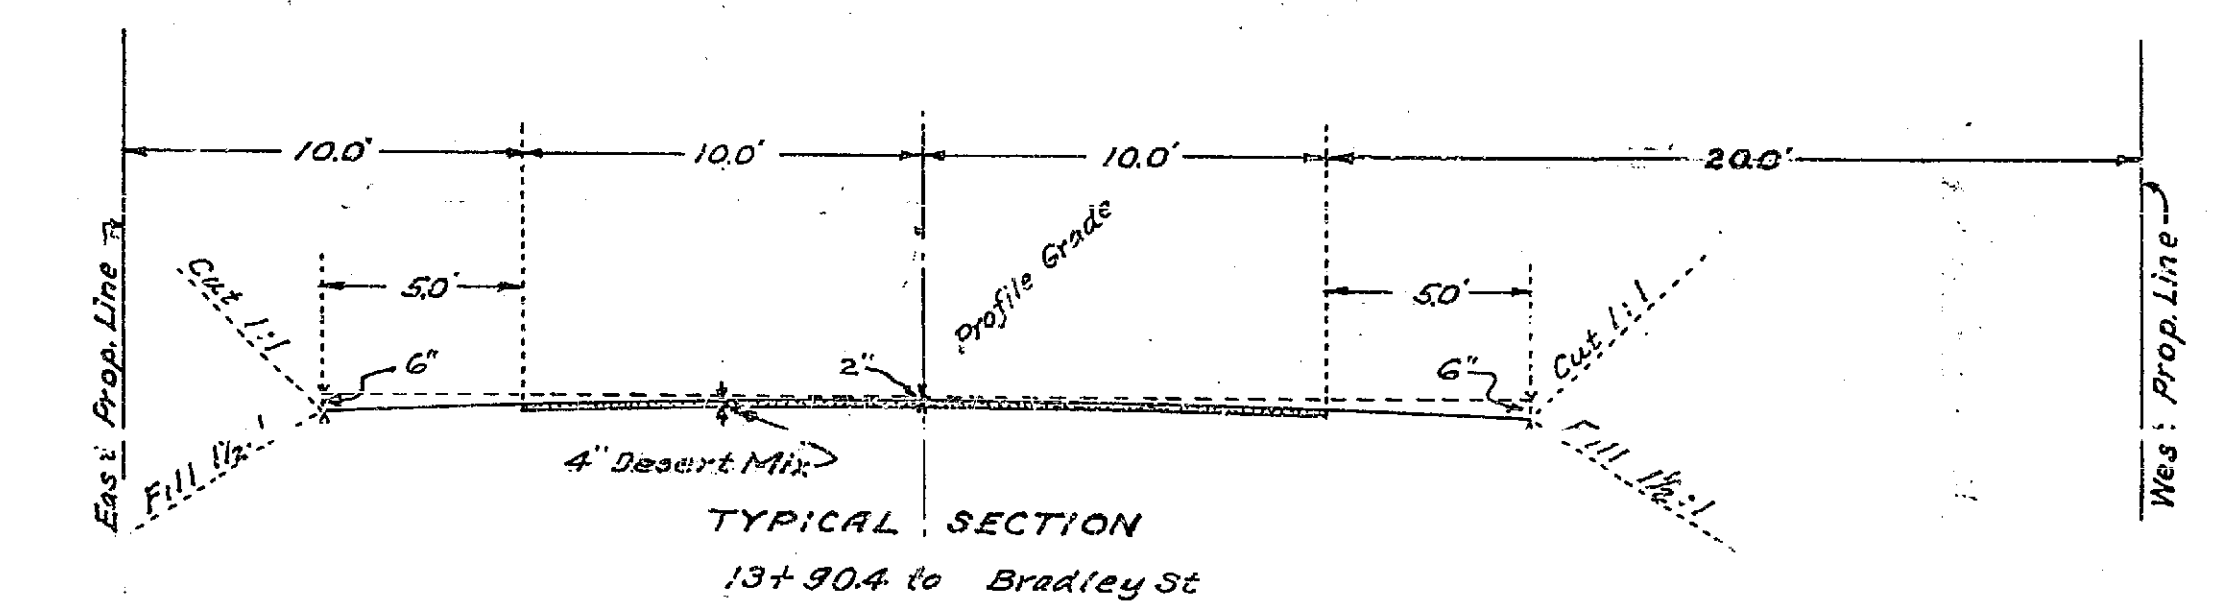 10.0'
10.0'
10.0'
20.0'
East Prop. Line
West Prop. Line
Profile Grade
Cut 1:1
5.0'
5.0'
Cut 1:1
6"
2"
6"
Fill 1½:1
4" Desert Mix
Fill 1½:1
TYPICAL SECTION
13+90.4 to Bradley St